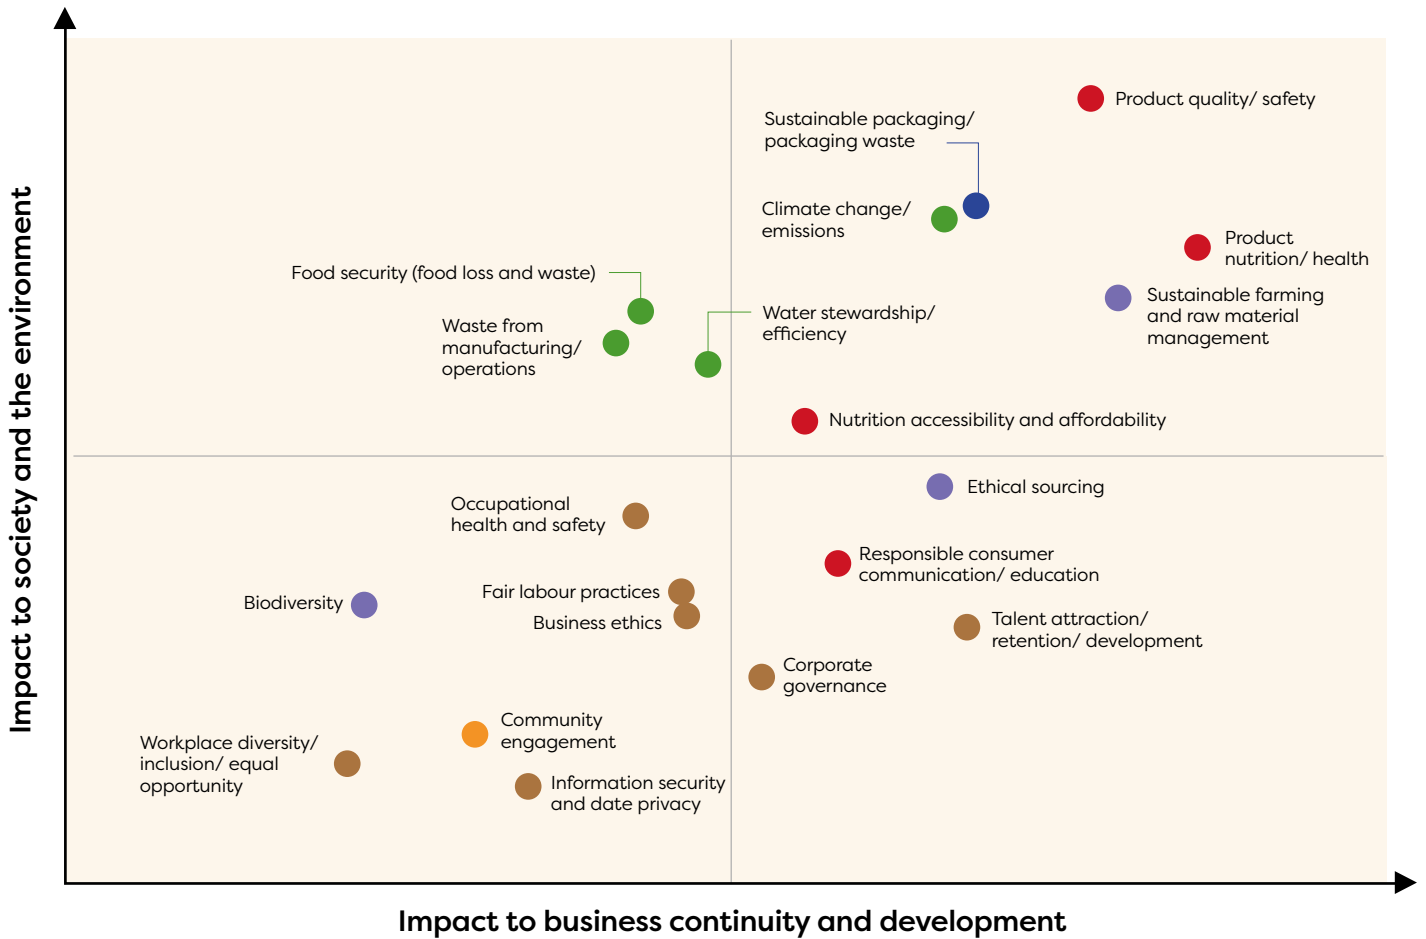 Impact to society and the environment
Product quality/ safety
Sustainable packaging/
packaging waste
Climate change/
emissions
Product
nutrition/ health
Food security (food loss and waste)
Sustainable farming
and raw material
management
Water stewardship/
efficiency
Waste from
manufacturing/
operations
Nutrition accessibility and affordability
Ethical sourcing
Occupational
health and safety
Responsible consumer
communication/ education
Fair labour practices
Biodiversity
Business ethics
Talent attraction/
retention/ development
Corporate
governance
Community
engagement
Workplace diversity/
inclusion/ equal
opportunity
Information security
and date privacy
Impact to business continuity and development